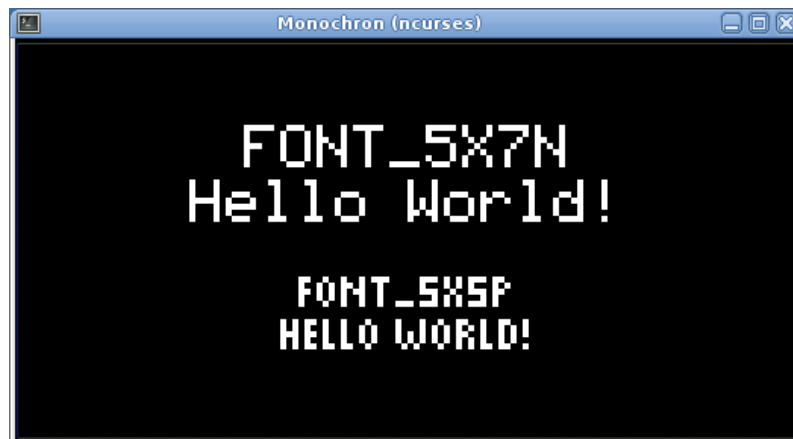 Monochron (ncurses)
FONT_5X7N
Hello World!
FONT_5X5P
HELLO WORLD!